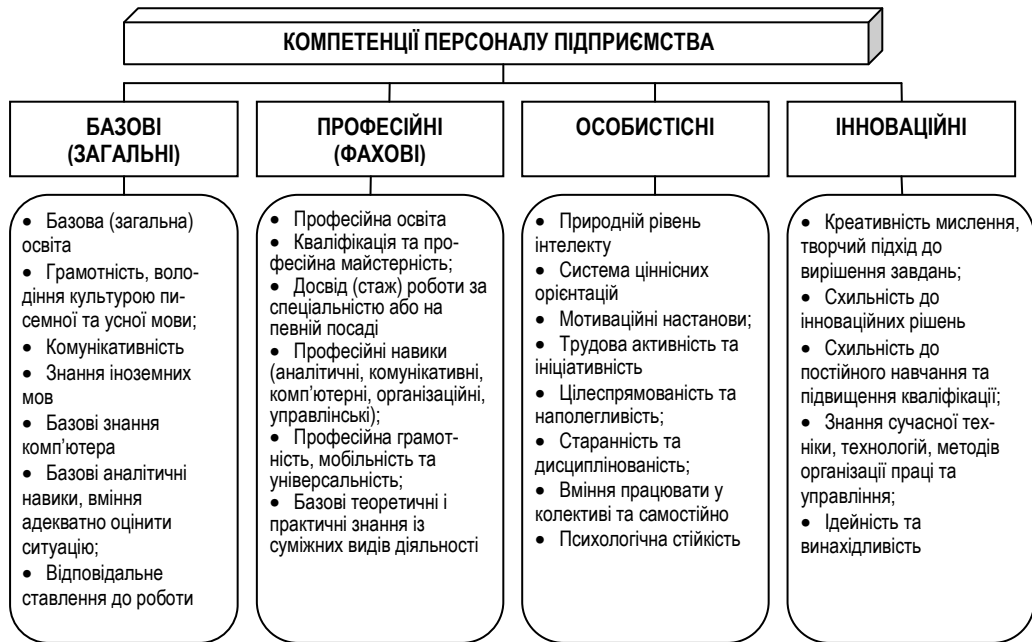 КОМПЕТЕНЦІЇ ПЕРСОНАЛУ ПІДПРИЄМСТВА
БАЗОВІ
(ЗАГАЛЬНІ)
• Базова (загальна)
освіта
• Грамотність, воло-
діння культурою пи-
семної та усної мови;
• Комунікативність
• Знання іноземних
мов
• Базові знання
комп’ютера
• Базові аналітичні
навики, вміння
адекватно оцінити
ситуацію;
• Відповідальне
ставлення до роботи
ПРОФЕСІЙНІ
(ФАХОВІ)
• Професійна освіта
• Кваліфікація та про-
фесійна майстерність;
• Досвід (стаж) роботи за
спеціальністю або на
певній посаді
• Професійні навики
(аналітичні, комунікативні,
комп’ютерні, організаційні,
управлінські);
• Професійна грамот-
ність, мобільність та
універсальність;
• Базові теоретичні і
практичні знання із
суміжних видів діяльності
ОСОБИСТІСНІ
• Природній рівень
інтелекту
• Система ціннісних
орієнтацій
• Мотиваційні настанови;
• Трудова активність та
ініціативність
• Цілеспрямованість та
наполегливість;
• Старанність та
дисциплінованість;
• Вміння працювати у
колективі та самостійно
• Психологічна стійкість
ІННОВАЦІЙНІ
• Креативність мислення,
творчий підхід до
вирішення завдань;
• Схильність до
інноваційних рішень
• Схильність до
постійного навчання та
підвищення кваліфікації;
• Знання сучасної тех-
ніки, технологій, методів
організації праці та
управління;
• Ідейність та
винахідливість